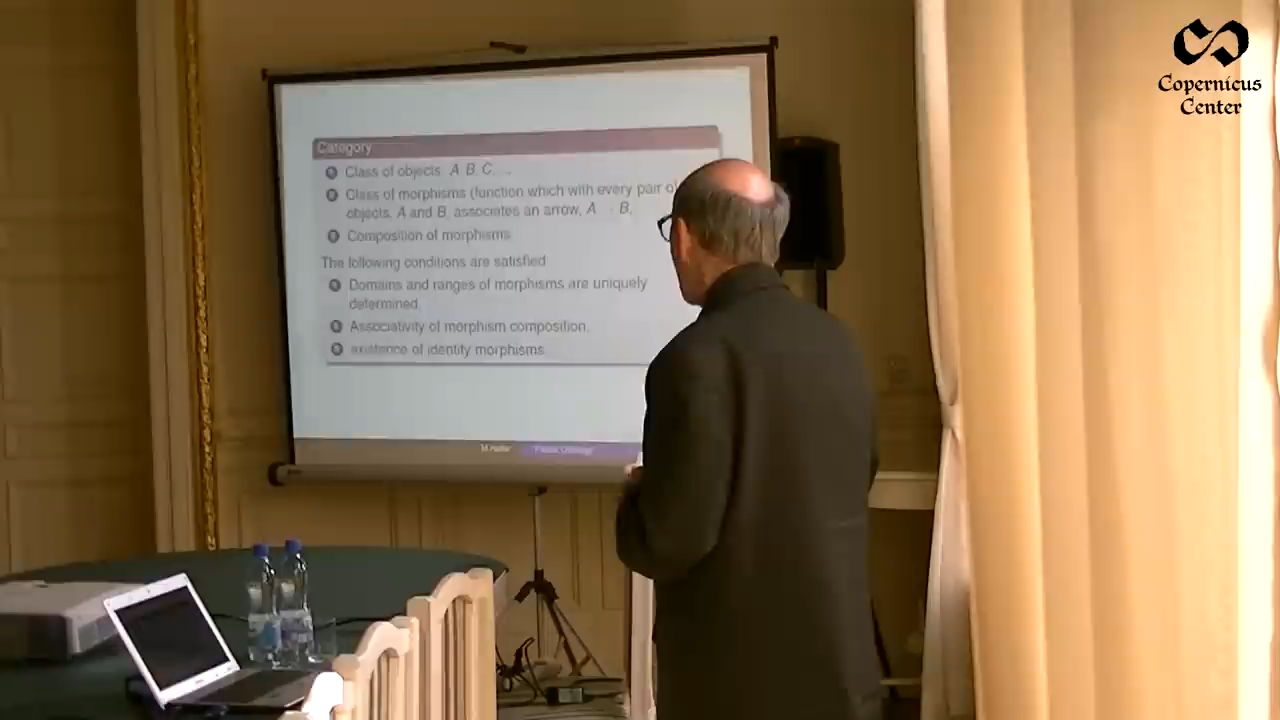 Copernicus
Center
Category
Class of objects A B, C, ...
Class of morphisms (function which with every pair of
objects, A and B, associates an arrow, A → B,
Composition of morphisms
The following conditions are satisfied
Domains and ranges of morphisms are uniquely
determined,
Associativity of morphism composition,
existence of identity morphisms
M Heller